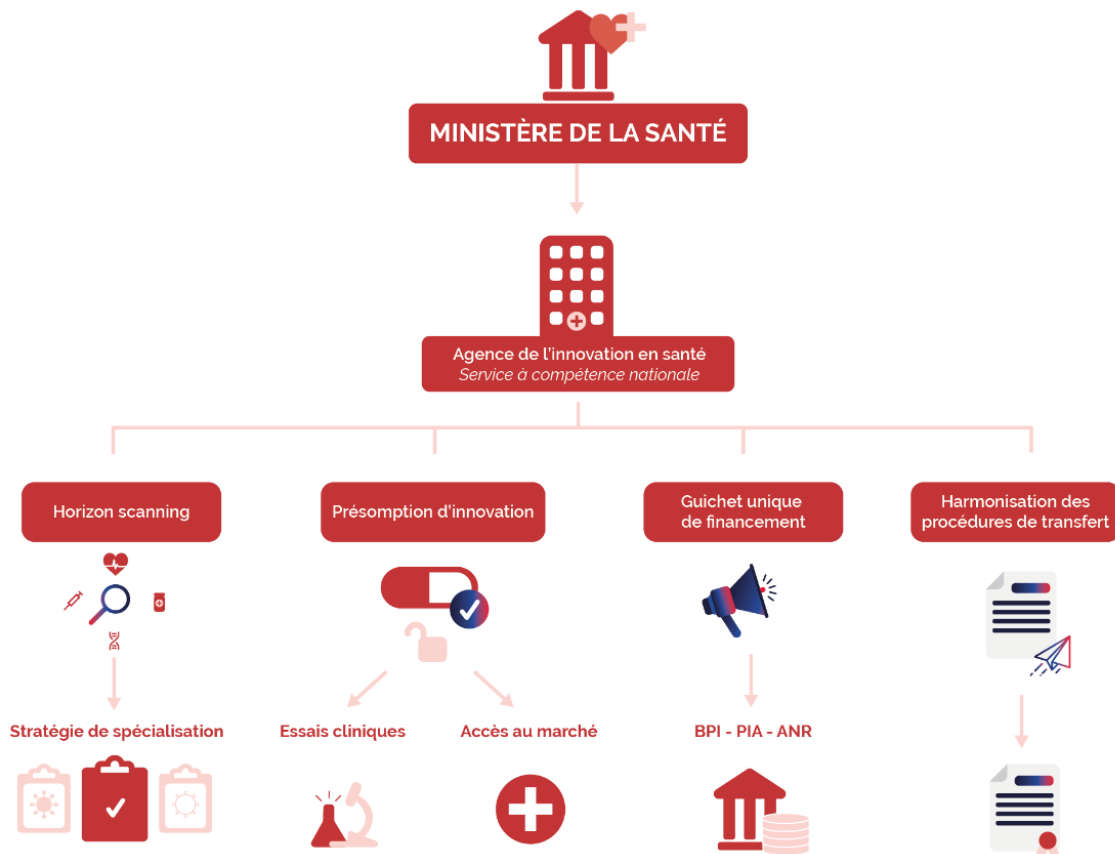 MINISTÈRE DE LA SANTÉ
Agence de l'innovation en santé
Service à compétence nationale
Horizon scanning
Présomption d'innovation
Guichet unique
de financement
Harmonisation des
procédures de transfert
Stratégie de spécialisation
Essais cliniques
Accès au marché
BPI - PIA - ANR